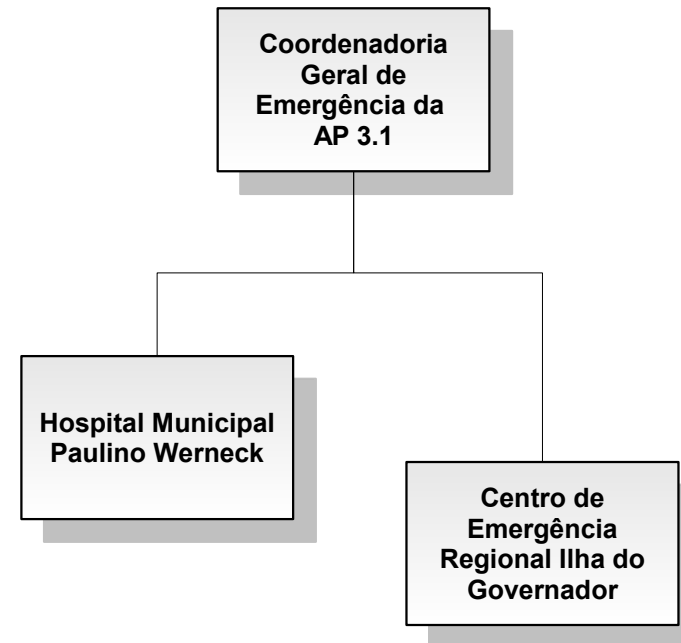 Coordenadoria
Geral de
Emergência da
AP 3.1
Hospital Municipal
Paulino Werneck
Centro de
Emergência
Regional Ilha do
Governador